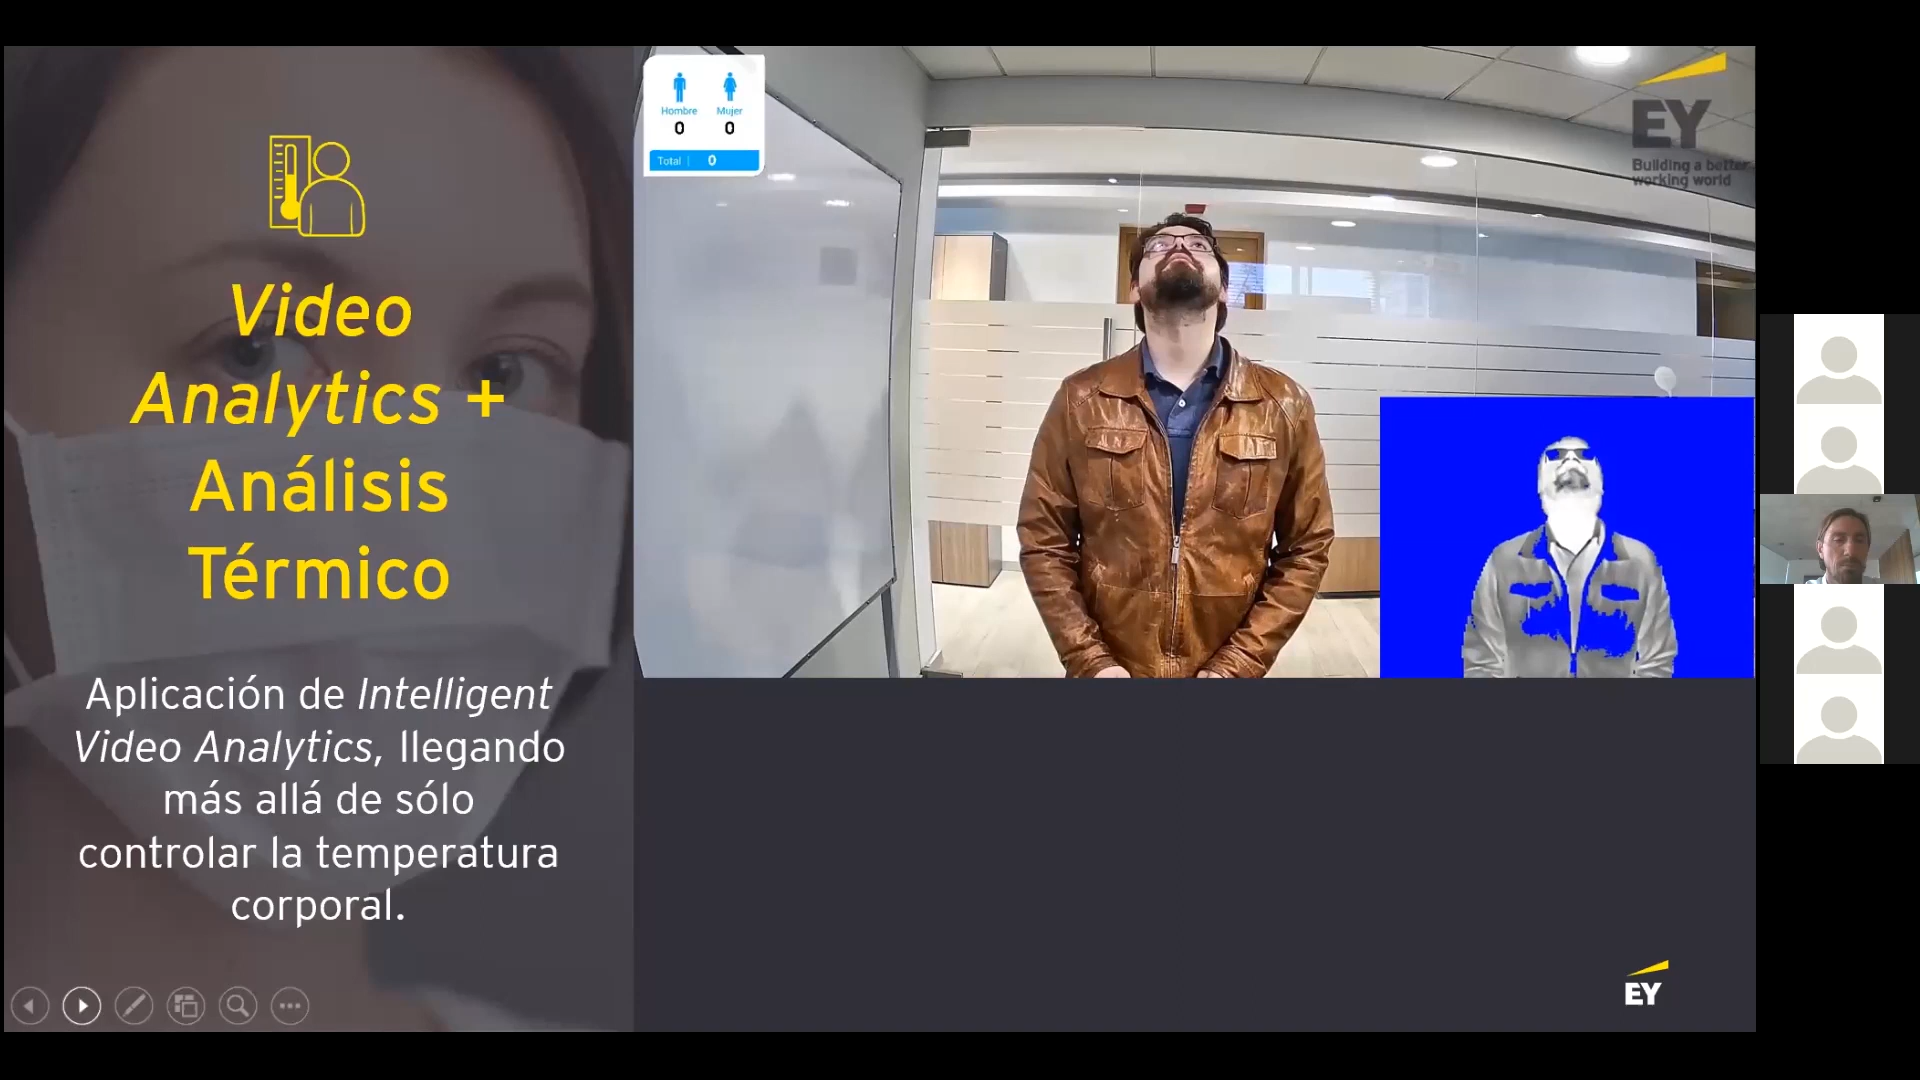 Video
Analytics +
Análisis
Térmico
Aplicación de Intelligent
Video Analytics, llegando
más allá de sólo
controlar la temperatura
corporal.
Hombre Mujer
0 0
Total | 0
EY
Building a better
working world
EY